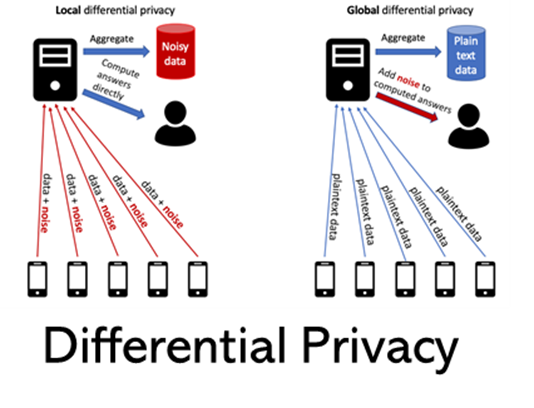 Local differential privacy
Aggregate
Noisy
data
Compute
answers
directly
data + noise
data + noise
data + noise
data + noise
data + noise
Global differential privacy
Aggregate
Plain
text
data
Add noise to
computed answers
plaintext data
plaintext data
plaintext data
plaintext data
plaintext data
Differential Privacy